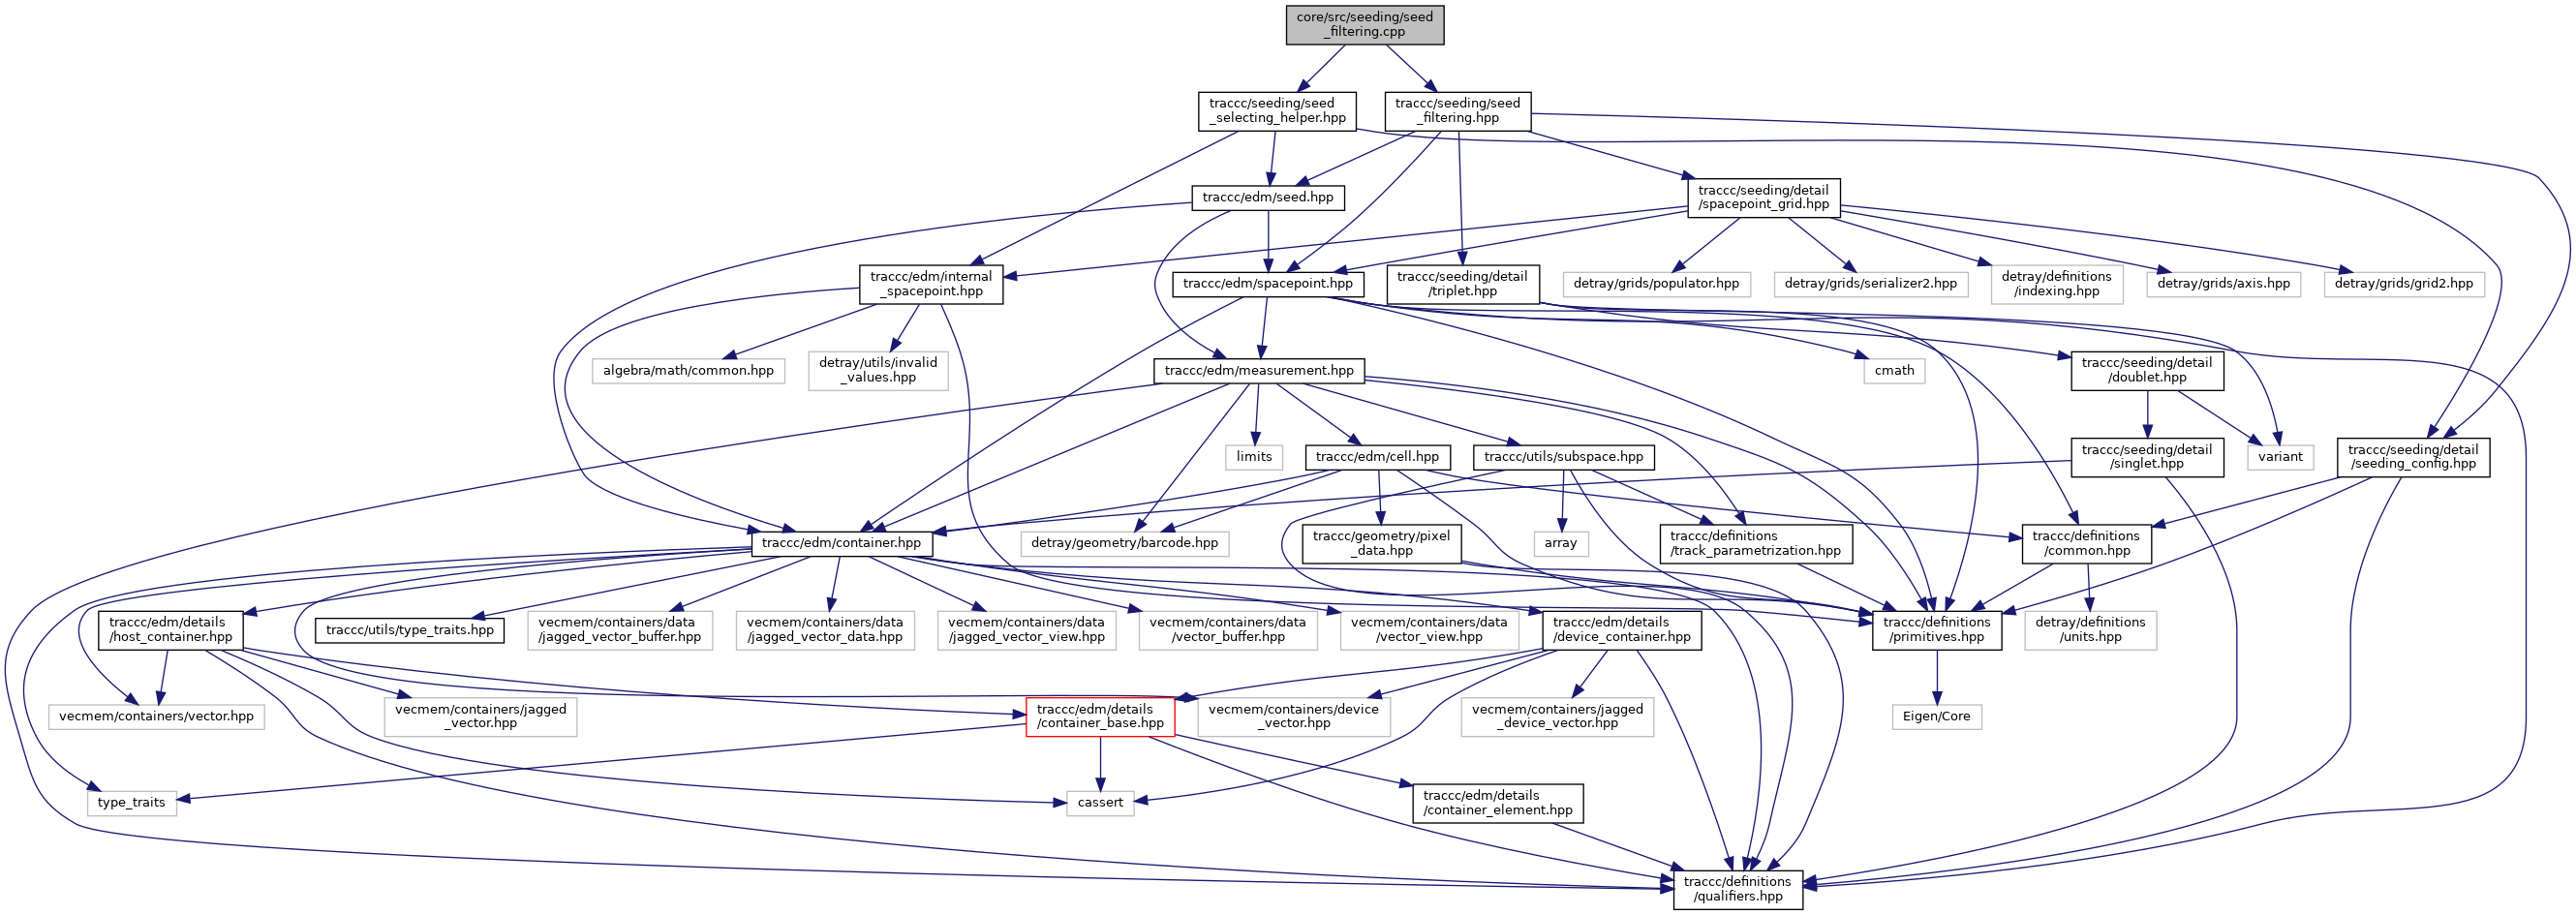 core/src/seeding/seed
_filtering.cpp
traccc/seeding/seed
_selecting_helper.hpp
traccc/seeding/seed
_filtering.hpp
traccc/edm/seed.hpp
traccc/seeding/detail
/spacepoint_grid.hpp
traccc/edm/internal
_spacepoint.hpp
traccc/edm/spacepoint.hpp
traccc/seeding/detail
/triplet.hpp
detray/grids/populator.hpp
detray/grids/serializer2.hpp
detray/definitions
/indexing.hpp
detray/grids/axis.hpp
detray/grids/grid2.hpp
algebra/math/common.hpp
detray/utils/invalid
_values.hpp
traccc/edm/measurement.hpp
cmath
traccc/seeding/detail
/doublet.hpp
limits
traccc/edm/cell.hpp
traccc/utils/subspace.hpp
traccc/seeding/detail
/singlet.hpp
variant
traccc/seeding/detail
/seeding_config.hpp
traccc/edm/container.hpp
detray/geometry/barcode.hpp
traccc/geometry/pixel
_data.hpp
array
traccc/definitions
/track_parametrization.hpp
traccc/definitions
/common.hpp
traccc/edm/details
/host_container.hpp
traccc/utils/type_traits.hpp
vecmem/containers/data
/jagged_vector_buffer.hpp
vecmem/containers/data
/jagged_vector_data.hpp
vecmem/containers/data
/jagged_vector_view.hpp
vecmem/containers/data
/vector_buffer.hpp
vecmem/containers/data
/vector_view.hpp
traccc/edm/details
/device_container.hpp
traccc/definitions
/primitives.hpp
detray/definitions
/units.hpp
vecmem/containers/vector.hpp
vecmem/containers/jagged
_vector.hpp
traccc/edm/details
/container_base.hpp
vecmem/containers/device
_vector.hpp
vecmem/containers/jagged
_device_vector.hpp
Eigen/Core
type_traits
cassert
traccc/edm/details
/container_element.hpp
traccc/definitions
/qualifiers.hpp